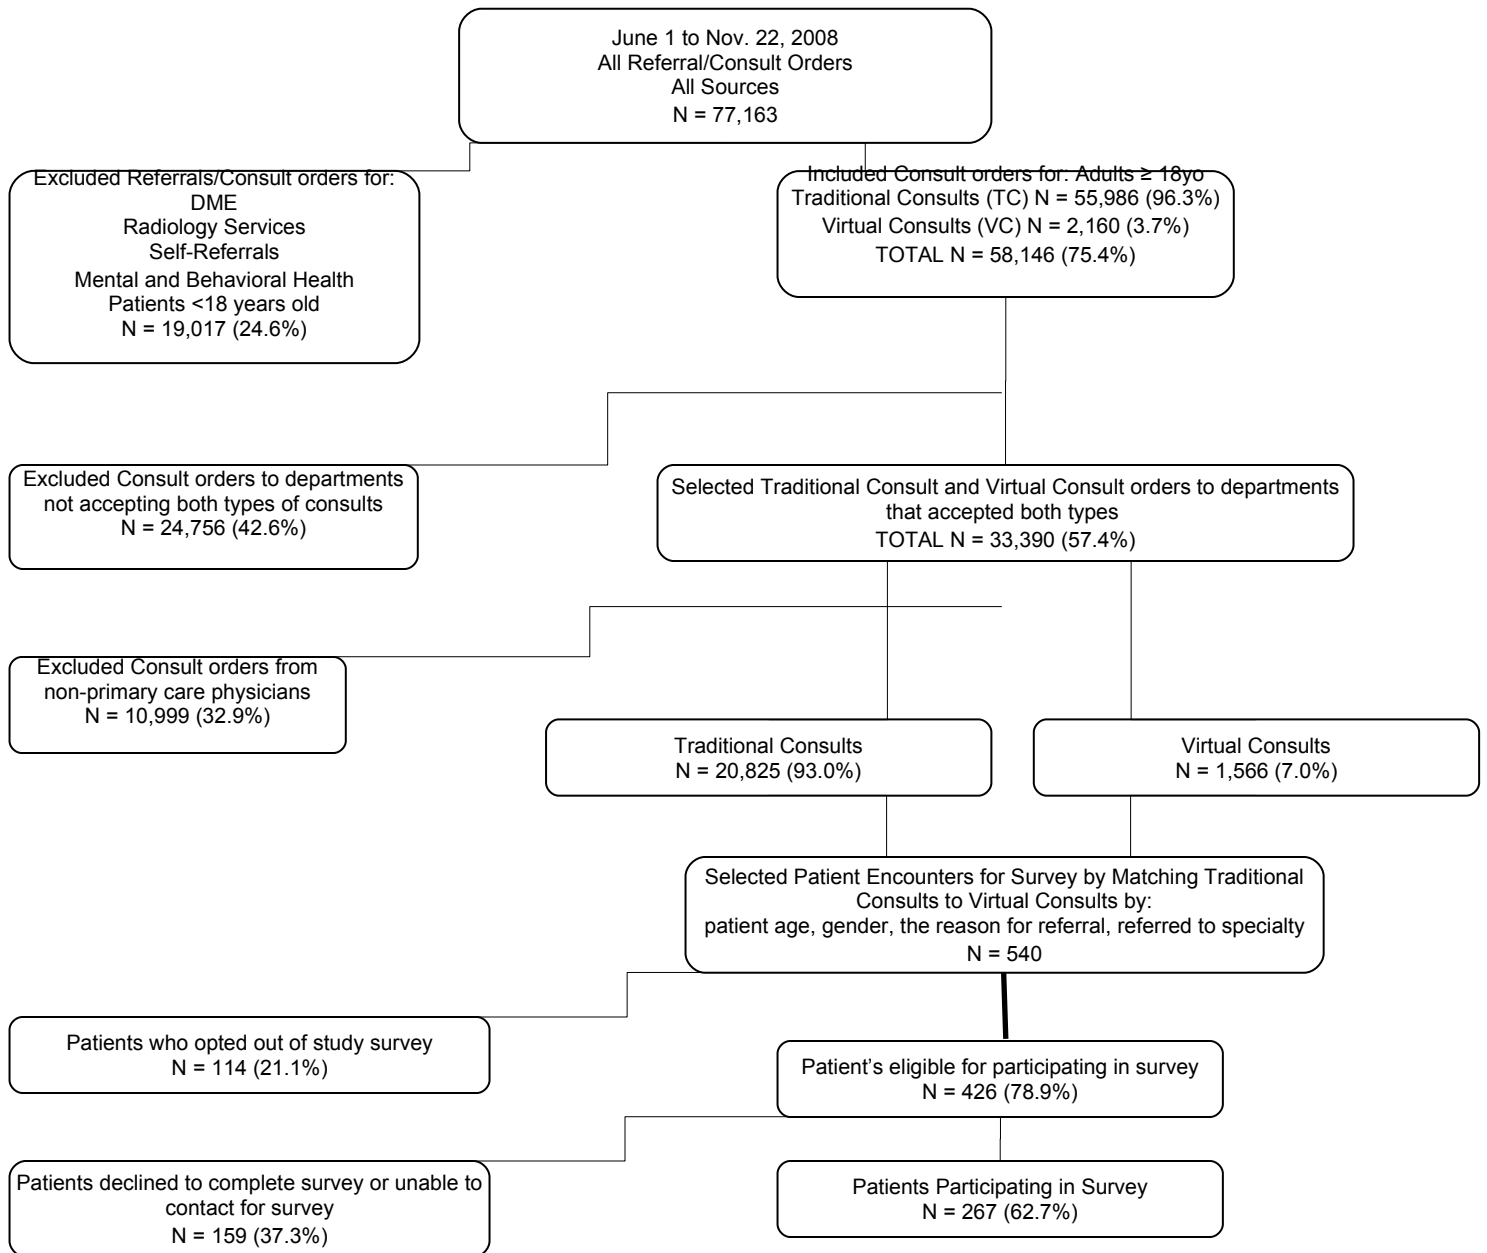 June 1 to Nov. 22, 2008
All Referral/Consult Orders
All Sources
N = 77,163
Excluded Referrals/Consult orders for:
DME
Radiology Services
Self-Referrals
Mental and Behavioral Health
Patients <18 years old
N = 19,017 (24.6%)
Included Consult orders for: Adults ≥ 18yo
Traditional Consults (TC) N = 55,986 (96.3%)
Virtual Consults (VC) N = 2,160 (3.7%)
TOTAL N = 58,146 (75.4%)
Excluded Consult orders to departments
not accepting both types of consults
N = 24,756 (42.6%)
Selected Traditional Consult and Virtual Consult orders to departments
that accepted both types
TOTAL N = 33,390 (57.4%)
Excluded Consult orders from
non-primary care physicians
N = 10,999 (32.9%)
Traditional Consults
N = 20,825 (93.0%)
Virtual Consults
N = 1,566 (7.0%)
Selected Patient Encounters for Survey by Matching Traditional
Consults to Virtual Consults by:
patient age, gender, the reason for referral, referred to specialty
N = 540
Patients who opted out of study survey
N = 114 (21.1%)
Patient’s eligible for participating in survey
N = 426 (78.9%)
Patients declined to complete survey or unable to
contact for survey
N = 159 (37.3%)
Patients Participating in Survey
N = 267 (62.7%)